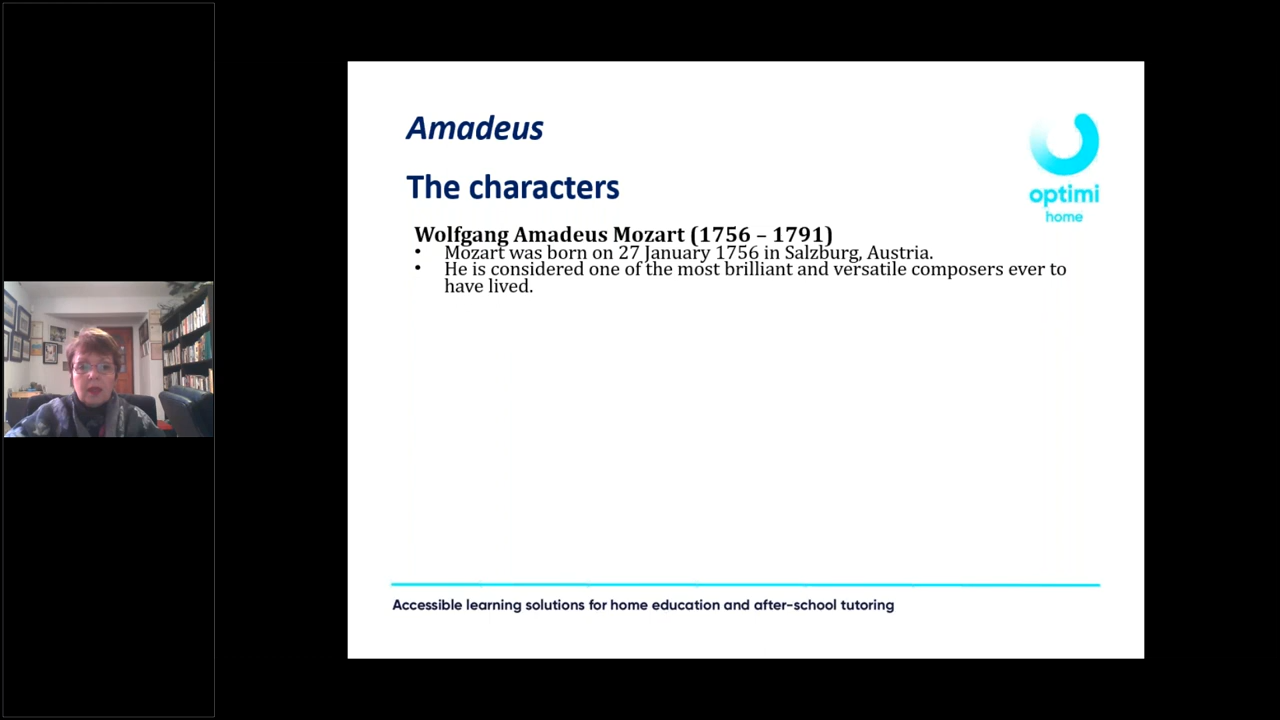 Amadeus
The characters
optimi
home
Wolfgang Amadeus Mozart (1756 – 1791)
• Mozart was born on 27 January 1756 in Salzburg, Austria.
• He is considered one of the most brilliant and versatile composers ever to
have lived.
Accessible learning solutions for home education and after-school tutoring